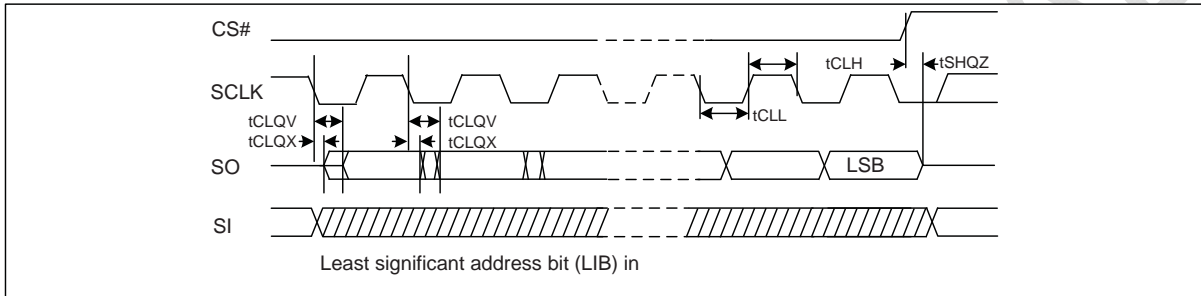 CS#
tCLH
tSHQZ
SCLK
tCLL
tCLQV
tCLQV
tCLQX
tCLQX
SO
LSB
SI
Least significant address bit (LIB) in